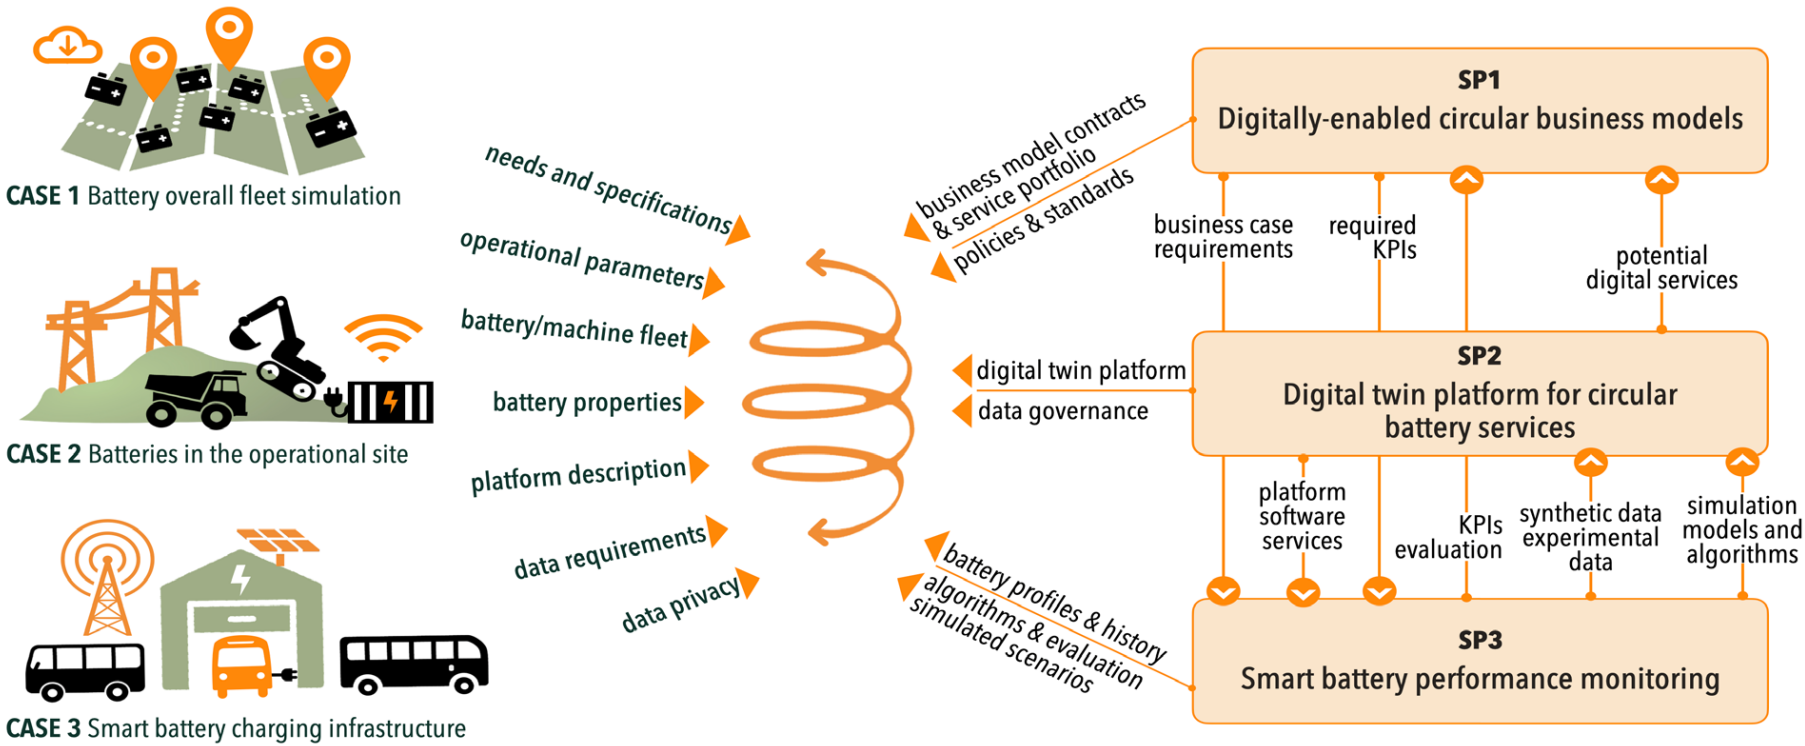 CASE 1 Battery overall fleet simulation
CASE 2 Batteries in the operational site
CASE 3 Smart battery charging infrastructure
needs and specifications
operational parameters
battery/machine fleet
battery properties
platform description
data requirements
data privacy
business model contracts
& service portfolio
policies & standards
digital twin platform
data governance
battery profiles & history
algorithms & evaluation
simulated scenarios
SP1
Digitally-enabled circular business models
business case
requirements
required
KPIs
potential
digital services
SP2
Digital twin platform for circular
battery services
platform
software
services
KPIs
evaluation
synthetic data
experimental
data
simulation
models and
algorithms
SP3
Smart battery performance monitoring